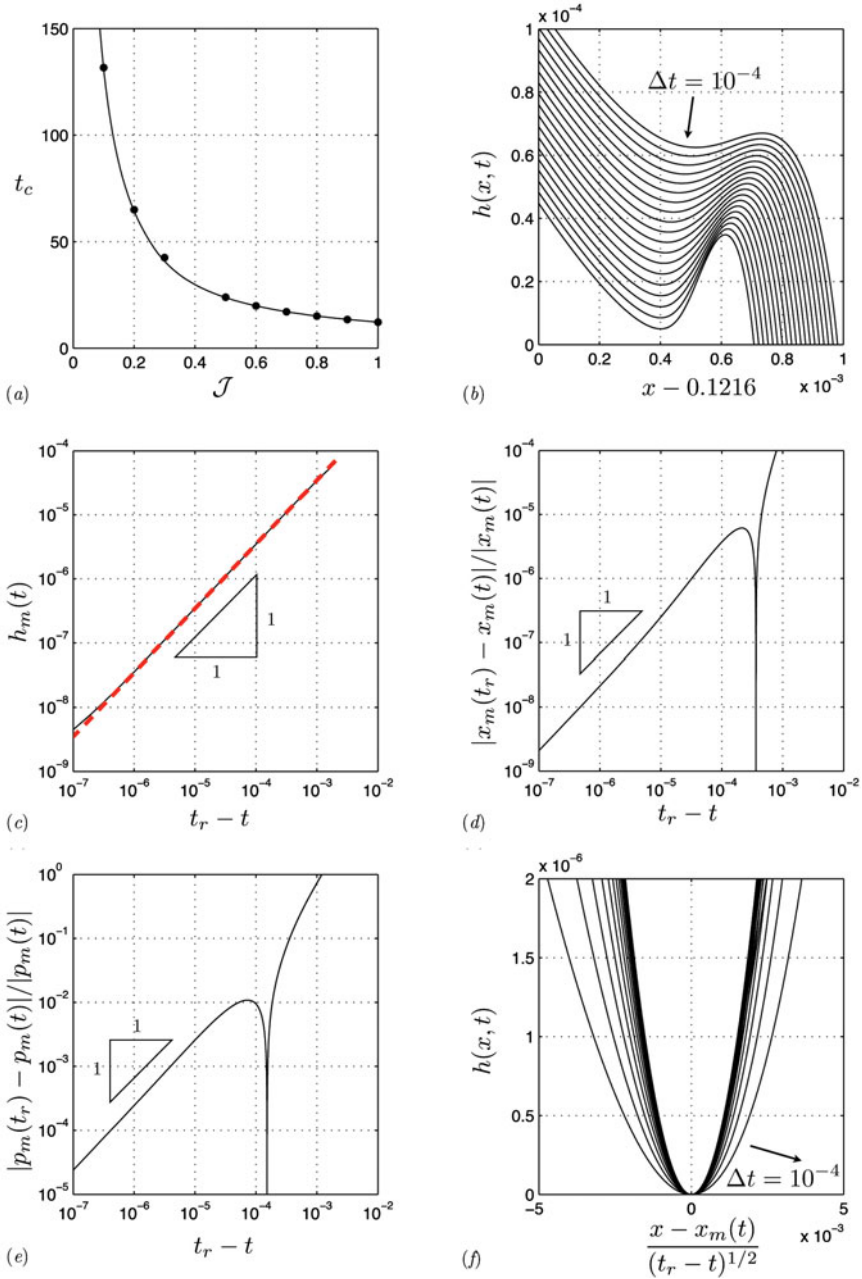 150
100
50
0
t_c
0 0.2 0.4 0.6 0.8 1
𝒥
(a)
x 10⁻⁴
1
0.8
0.6
0.4
0.2
0
h(x, t)
Δt = 10⁻⁴
0 0.2 0.4 0.6 0.8 1
x − 0.1216
x 10⁻³
(b)
10⁻⁴
10⁻⁵
10⁻⁶
10⁻⁷
10⁻⁸
10⁻⁹
h_m(t)
1
1
10⁻⁷ 10⁻⁶ 10⁻⁵ 10⁻⁴ 10⁻³ 10⁻²
t_r − t
(c)
10⁻⁴
10⁻⁵
10⁻⁶
10⁻⁷
10⁻⁸
10⁻⁹
|x_m(t_r) − x_m(t)|/|x_m(t)|
1
1
10⁻⁷ 10⁻⁶ 10⁻⁵ 10⁻⁴ 10⁻³ 10⁻²
t_r − t
(d)
10⁰
10⁻¹
10⁻²
10⁻³
10⁻⁴
10⁻⁵
|p_m(t_r) − p_m(t)|/|p_m(t)|
1
1
10⁻⁷ 10⁻⁶ 10⁻⁵ 10⁻⁴ 10⁻³ 10⁻²
t_r − t
(e)
x 10⁻⁶
2
1.5
1
0.5
0
h(x, t)
Δt = 10⁻⁴
−5 0 5
x 10⁻³
x − x_m(t)
(t_r − t)^{1/2}
(f)